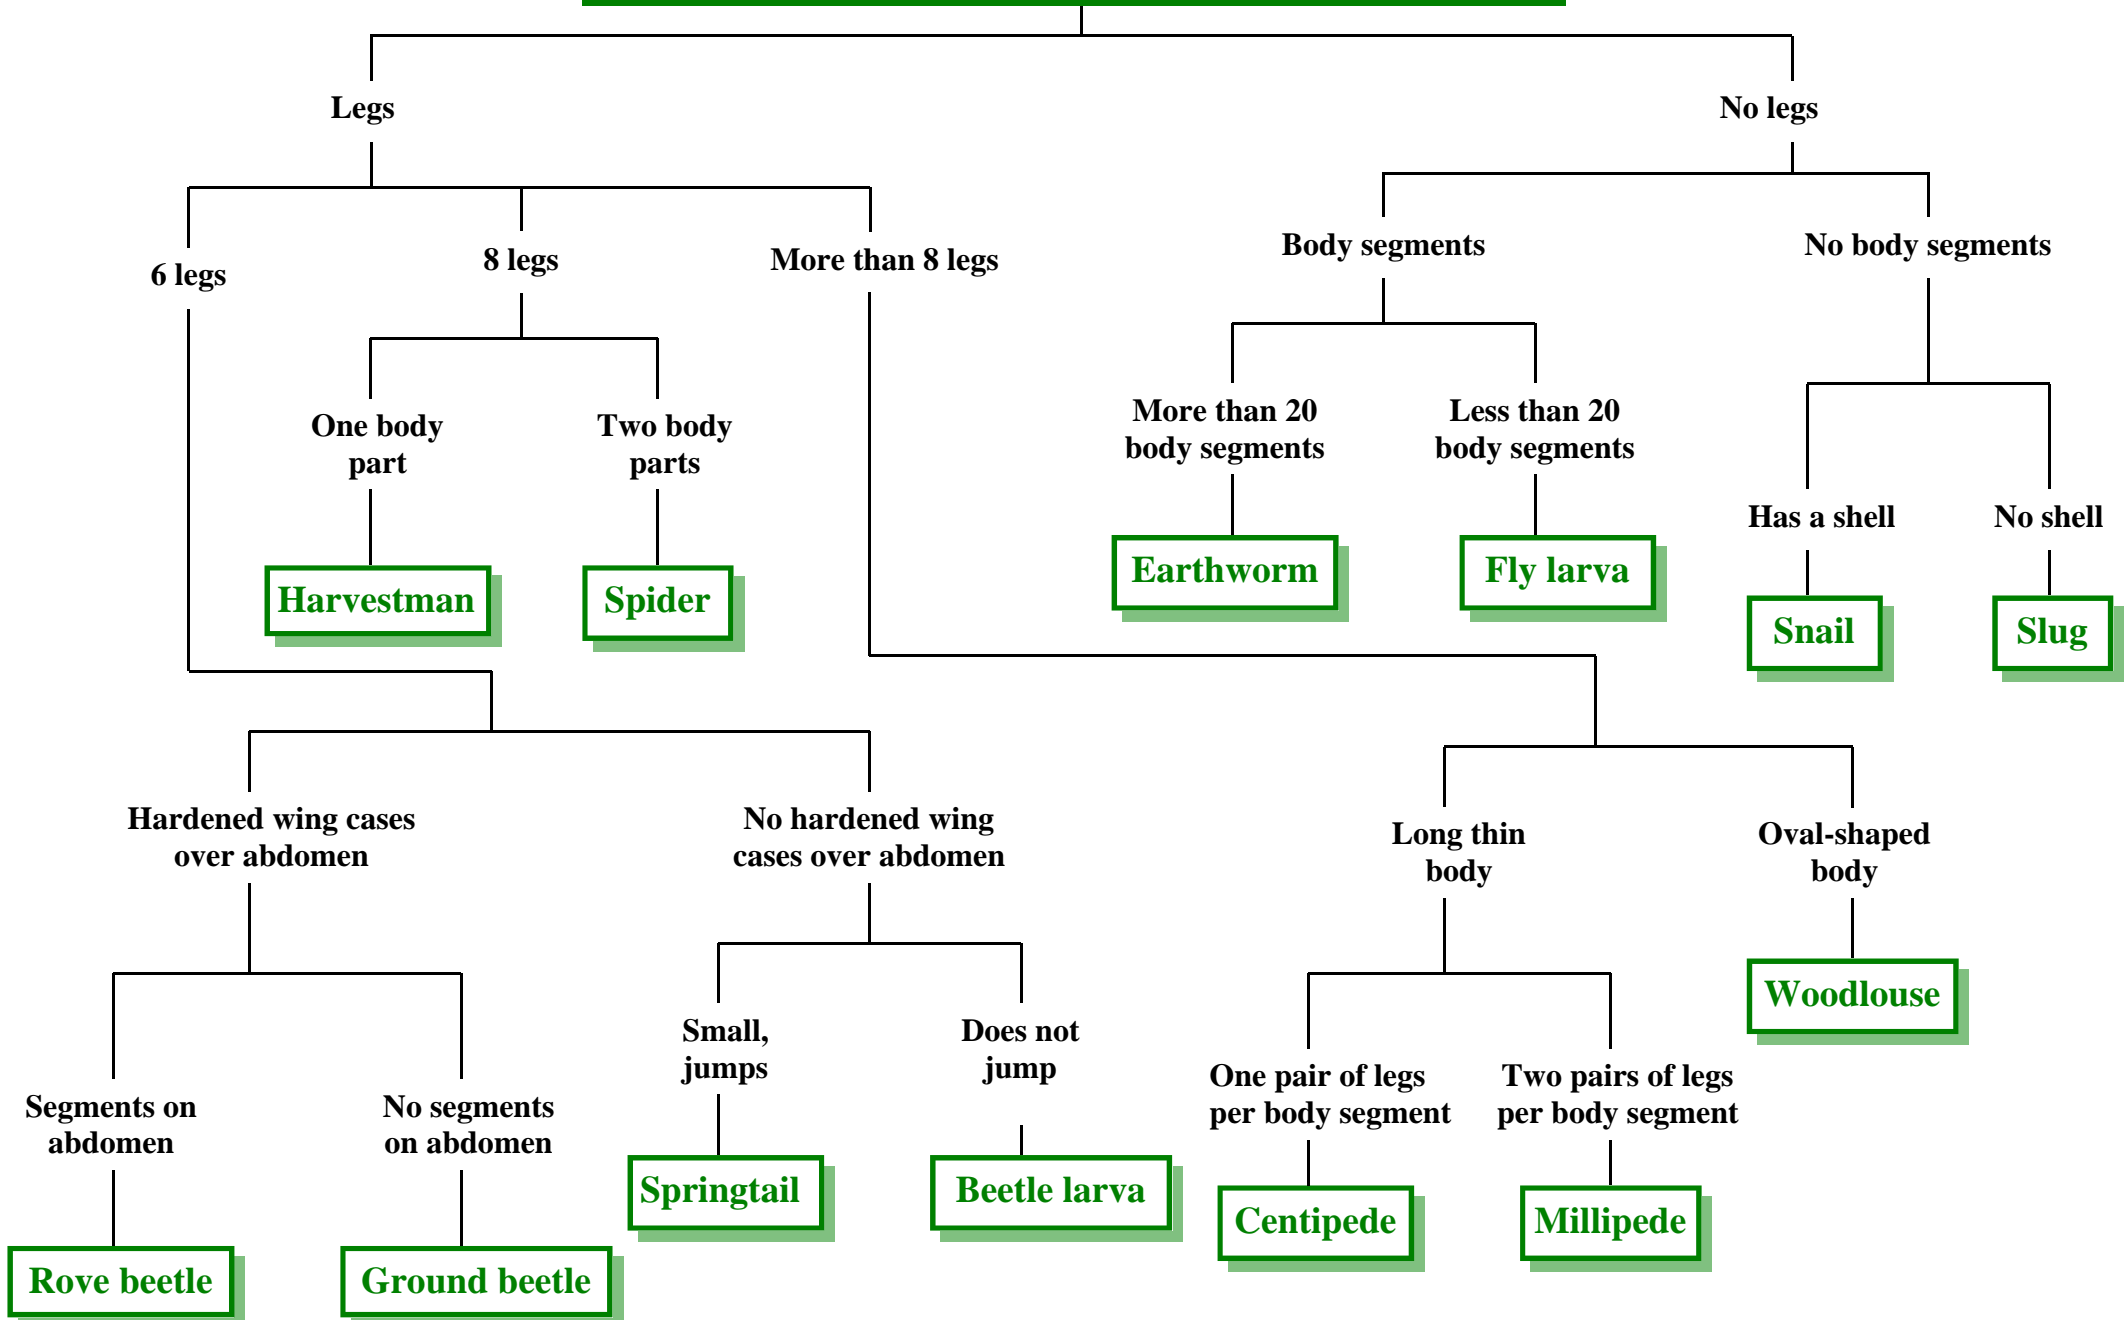 Legs
No legs
6 legs
8 legs
More than 8 legs
Body segments
No body segments
One body
part
Two body
parts
More than 20
body segments
Less than 20
body segments
Has a shell
No shell
Harvestman
Spider
Earthworm
Fly larva
Snail
Slug
Hardened wing cases
over abdomen
No hardened wing
cases over abdomen
Long thin
body
Oval-shaped
body
Woodlouse
Small,
jumps
Does not
jump
One pair of legs
per body segment
Two pairs of legs
per body segment
Segments on
abdomen
No segments
on abdomen
Springtail
Beetle larva
Centipede
Millipede
Rove beetle
Ground beetle